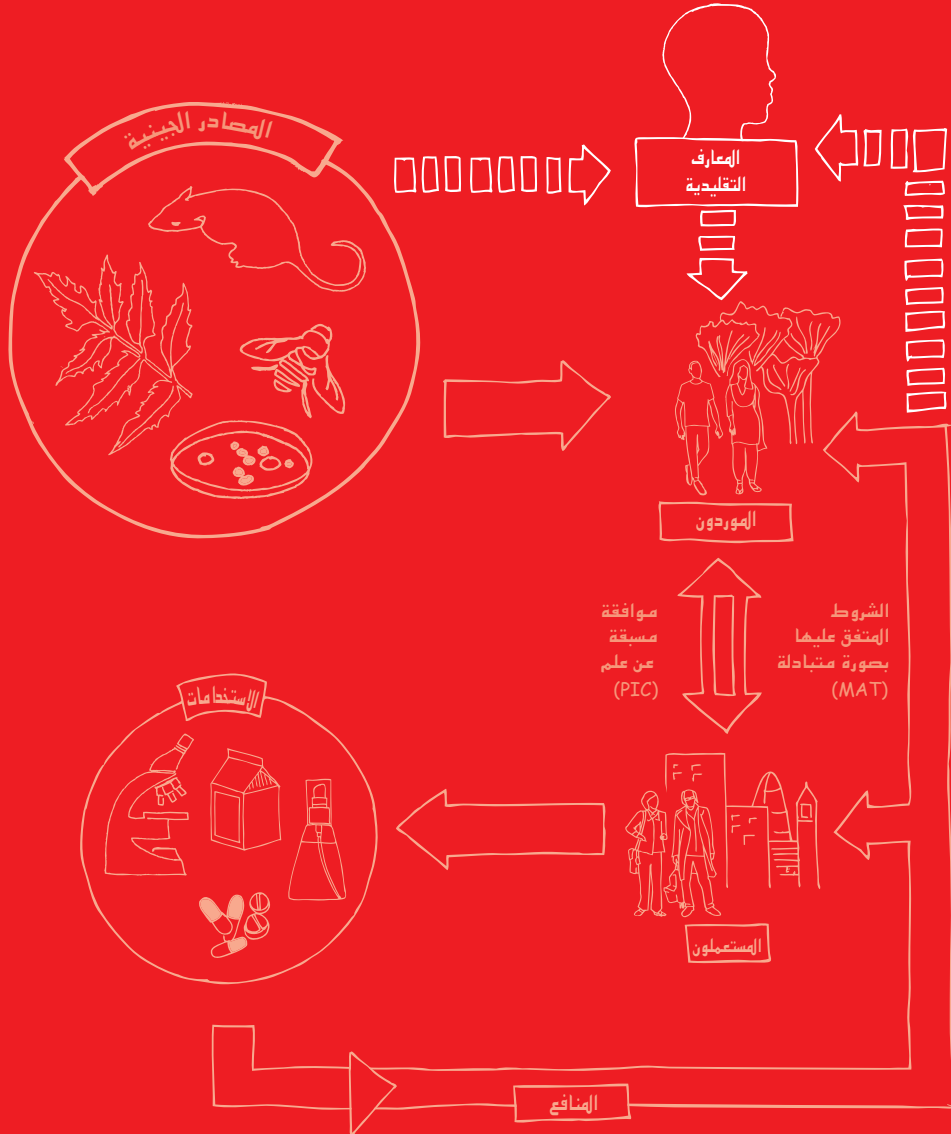 المصادر الجينية
المعارف
التقليدية
الموردون
الشروط
المتفق عليها
بصورة متبادلة
(MAT)
موافقة
مسبقة
عن علم
(PIC)
الاستخدامات
المستعملون
المنافع